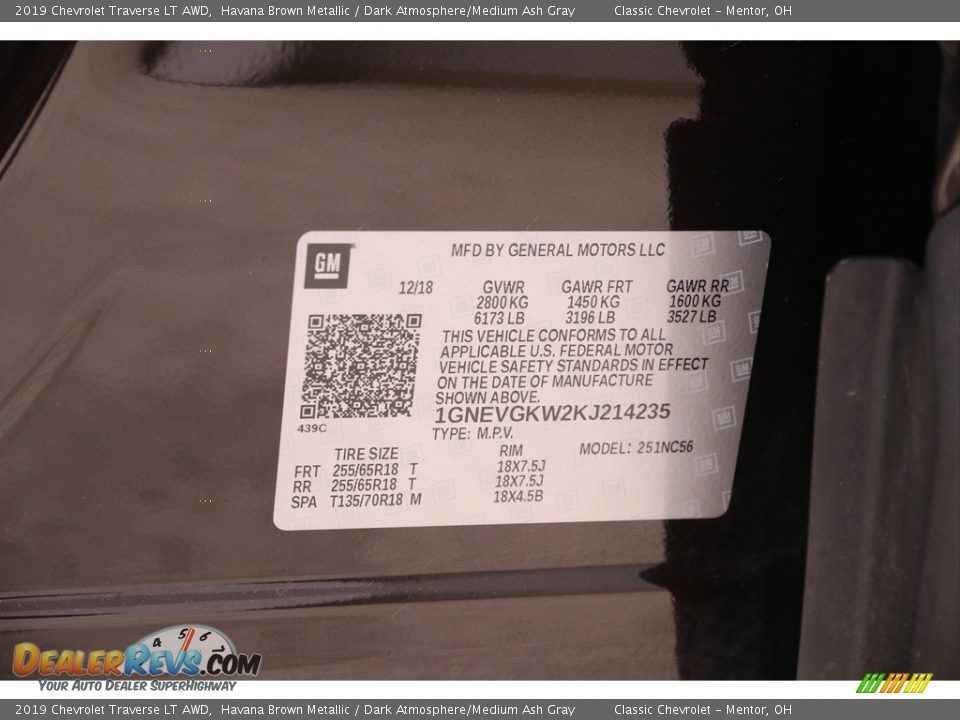 2019 Chevrolet Traverse LT AWD, Havana Brown Metallic / Dark Atmosphere/Medium Ash Gray Classic Chevrolet - Mentor, OH
GM
MFD BY GENERAL MOTORS LLC
12/18 GVWR GAWR FRT GAWR RR
2800 KG 1450 KG 1600 KG
6173 LB 3196 LB 3527 LB
THIS VEHICLE CONFORMS TO ALL
APPLICABLE U.S. FEDERAL MOTOR
VEHICLE SAFETY STANDARDS IN EFFECT
ON THE DATE OF MANUFACTURE
SHOWN ABOVE.
439C
1GNEVGKW2KJ214235
TYPE: M.P.V.
TIRE SIZE RIM MODEL: 251NC56
FRT 255/65R18 T 18X7.5J
RR 255/65R18 T 18X7.5J
SPA T135/70R18 M 18X4.5B
4 5 6
DEALERREVS.COM
YOUR AUTO DEALER SUPERHIGHWAY
2019 Chevrolet Traverse LT AWD, Havana Brown Metallic / Dark Atmosphere/Medium Ash Gray Classic Chevrolet - Mentor, OH